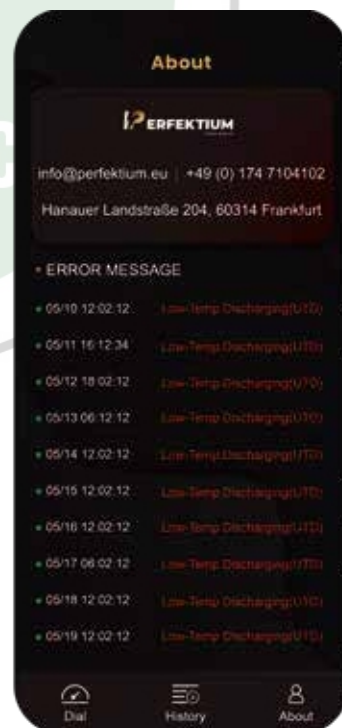 About
PERFEKTIUM
info@perfektium.eu | +49 (0) 174 7104102
Hanauer Landstraße 204, 60314 Frankfurt
ERROR MESSAGE
05/10 12:02:12 Low-Temp Discharging(UTD)
05/11 16:12:34 Low-Temp Discharging(UTD)
05/12 18:02:12 Low-Temp Discharging(UTD)
05/13 06:12:12 Low-Temp Discharging(UTD)
05/14 12:02:12 Low-Temp Discharging(UTD)
05/15 12:02:12 Low-Temp Discharging(UTD)
05/16 12:02:12 Low-Temp Discharging(UTD)
05/17 06:02:12 Low-Temp Discharging(UTD)
05/18 12:02:12 Low-Temp Discharging(UTD)
05/19 12:02:12 Low-Temp Discharging(UTD)
Dial History About